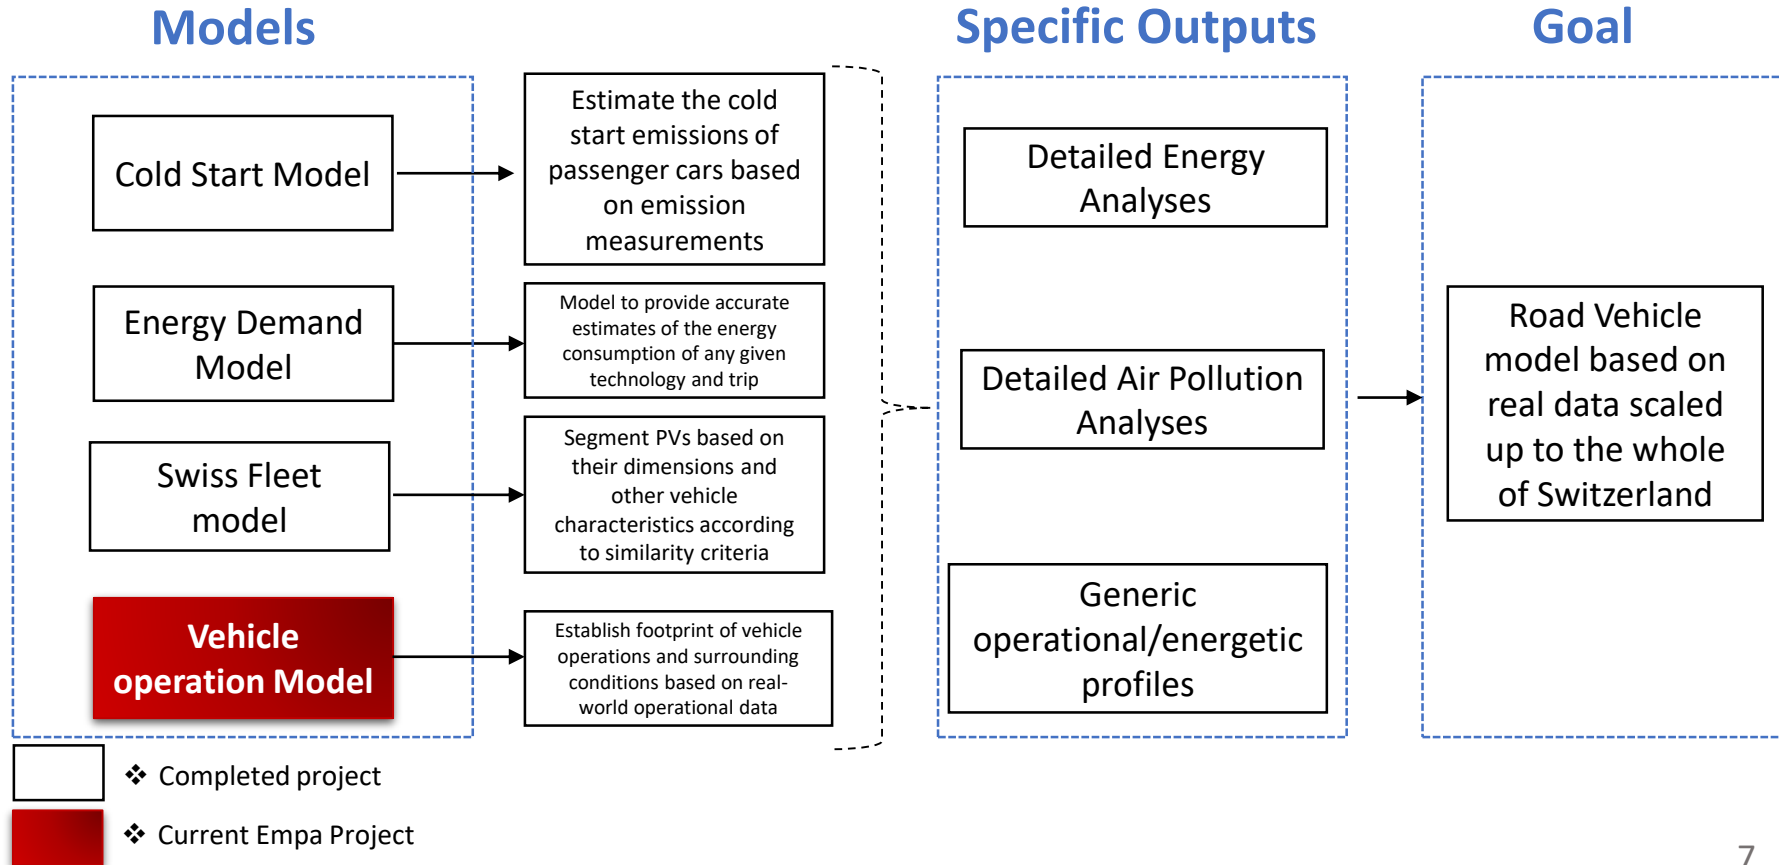 Models
Specific Outputs
Goal
Cold Start Model
Estimate the cold
start emissions of
passenger cars based
on emission
measurements
Energy Demand
Model
Model to provide accurate
estimates of the energy
consumption of any given
technology and trip
Swiss Fleet
model
Segment PVs based on
their dimensions and
other vehicle
characteristics according
to similarity criteria
Vehicle
operation Model
Establish footprint of vehicle
operations and surrounding
conditions based on real-
world operational data
Detailed Energy
Analyses
Detailed Air Pollution
Analyses
Generic
operational/energetic
profiles
Road Vehicle
model based on
real data scaled
up to the whole
of Switzerland
❖ Completed project
❖ Current Empa Project
7